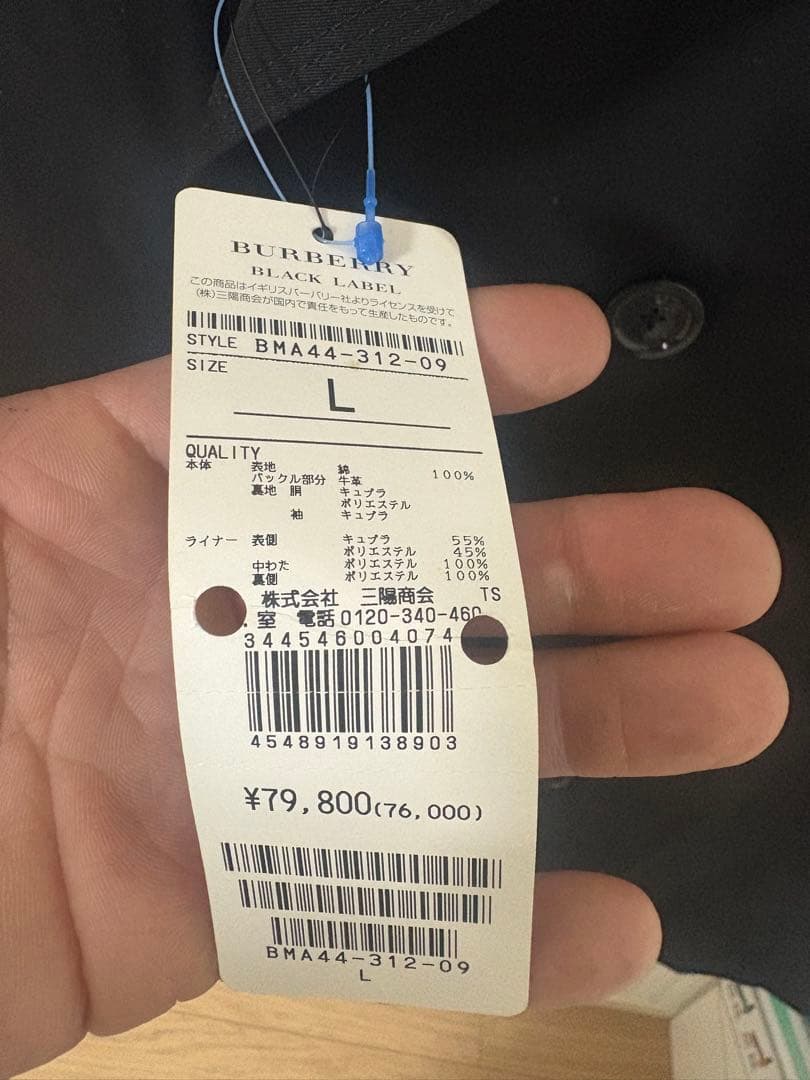 BURBERRY
BLACK LABEL
この商品はイギリスバーバリー社よりライセンスを受けて
(株)三陽商会が国内で責任をもって生産したものです。
STYLE BMA44-312-09
SIZE
L
QUALITY
本体 表地 綿 100%
バックル部分 牛革
裏地 胴 キュプラ
ポリエステル
袖 キュプラ
ライナー 表側 キュプラ 55%
ポリエステル 45%
中わた ポリエステル 100%
裏側 ポリエステル 100%
株式会社 三陽商会 TS
室 電話0120-340-460
344546004074
4548919138903
¥79,800(76,000)
BMA44-312-09
L